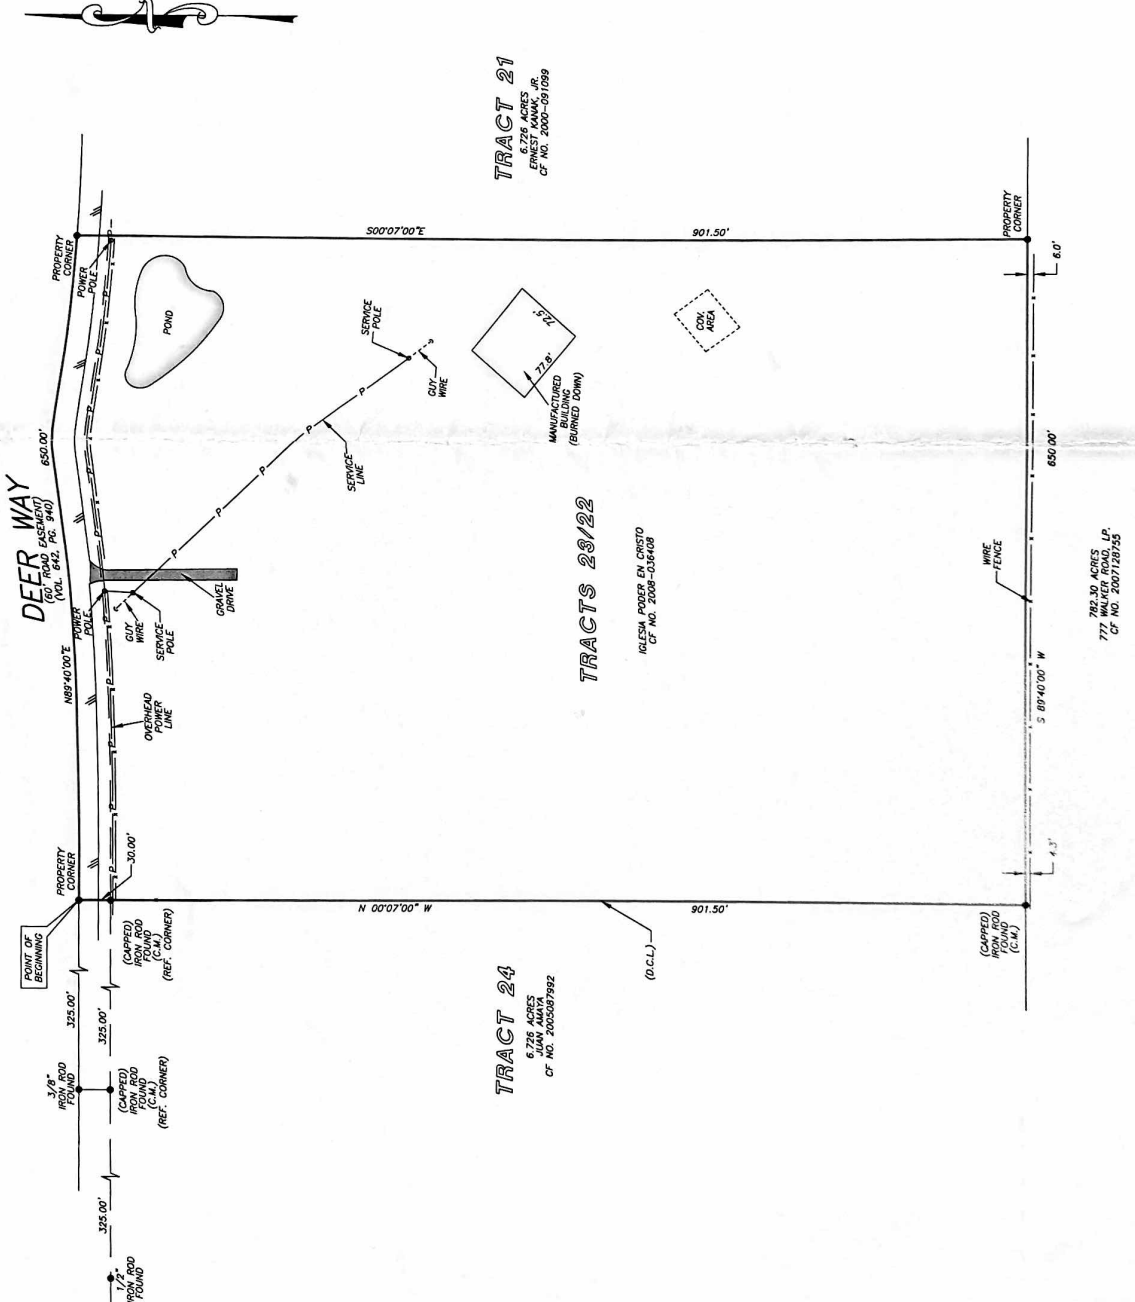 TRACT 21
6.726 ACRES
ERNEST KANAK, JR.
CF NO. 2000-091099
PROPERTY
CORNER
POWER
POLE
S00°07'00"E
901.50'
PROPERTY
CORNER
6.0'
POND
SERVICE
POLE
GUY
WIRE
72.5'
77.8'
COV.
AREA
MANUFACTURED
BUILDING
(BURNED DOWN)
SERVICE
LINE
DEER WAY
(60' ROAD EASEMENT)
(VOL. 642, PG. 940)
650.00'
N89°40'00"E
POWER
POLE
GUY
WIRE
SERVICE
POLE
GRAVEL
DRIVE
OVERHEAD
POWER
LINE
TRACTS 23/22
IGLESIA PODER EN CRISTO
CF NO. 2008-036408
650.00'
WIRE
FENCE
S 89°40'00" W
782.30 ACRES
777 WALKER ROAD, LP.
CF NO. 2007128755
PROPERTY
CORNER
30.00'
POINT OF
BEGINNING
(CAPPED)
IRON ROD
FOUND
(C.M.)
(REF. CORNER)
N 00°07'00" W
901.50'
(D.C.L.)
4.3'
(CAPPED)
IRON ROD
FOUND
(C.M.)
TRACT 24
6.726 ACRES
JUAN AMAYA
CF NO. 2005087992
325.00'
325.00'
3/8"
IRON ROD
FOUND
(CAPPED)
IRON ROD
FOUND
(C.M.)
(REF. CORNER)
325.00'
1/2"
IRON ROD
FOUND
P
P
P
P
P
P
P
P
P
P
P
P
P